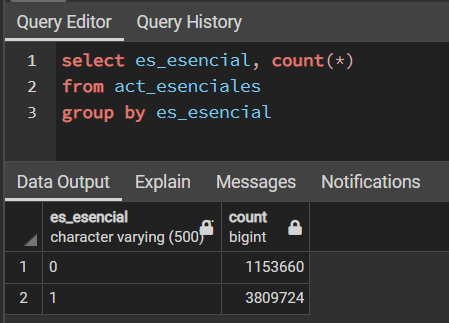 Query Editor Query History
1 select es_esencial, count(*)
2 from act_esenciales
3 group by es_esencial
Data Output Explain Messages Notifications
es_esencial count
character varying (500) bigint
1 0 1153660
2 1 3809724